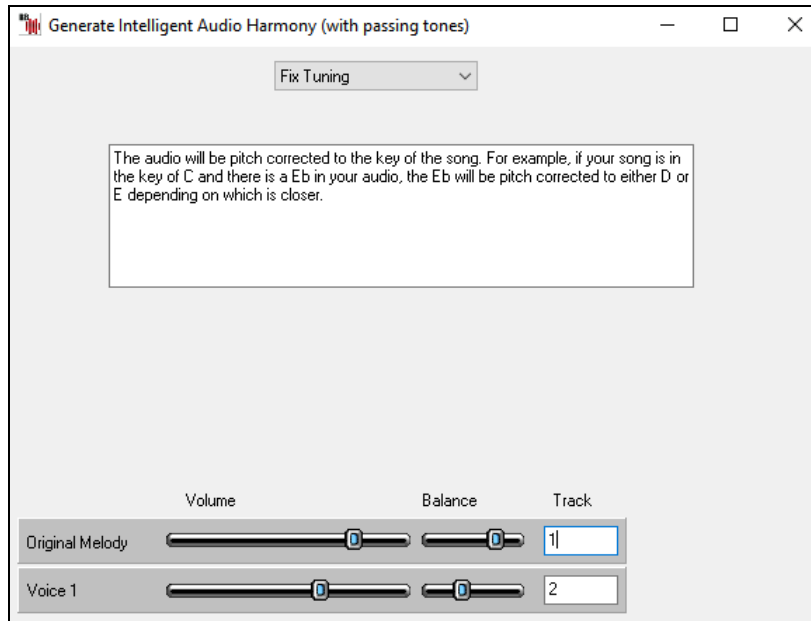 Generate Intelligent Audio Harmony (with passing tones)
Fix Tuning
The audio will be pitch corrected to the key of the song. For example, if your song is in
the key of C and there is a Eb in your audio, the Eb will be pitch corrected to either D or
E depending on which is closer.
Volume Balance Track
Original Melody 1
Voice 1 2